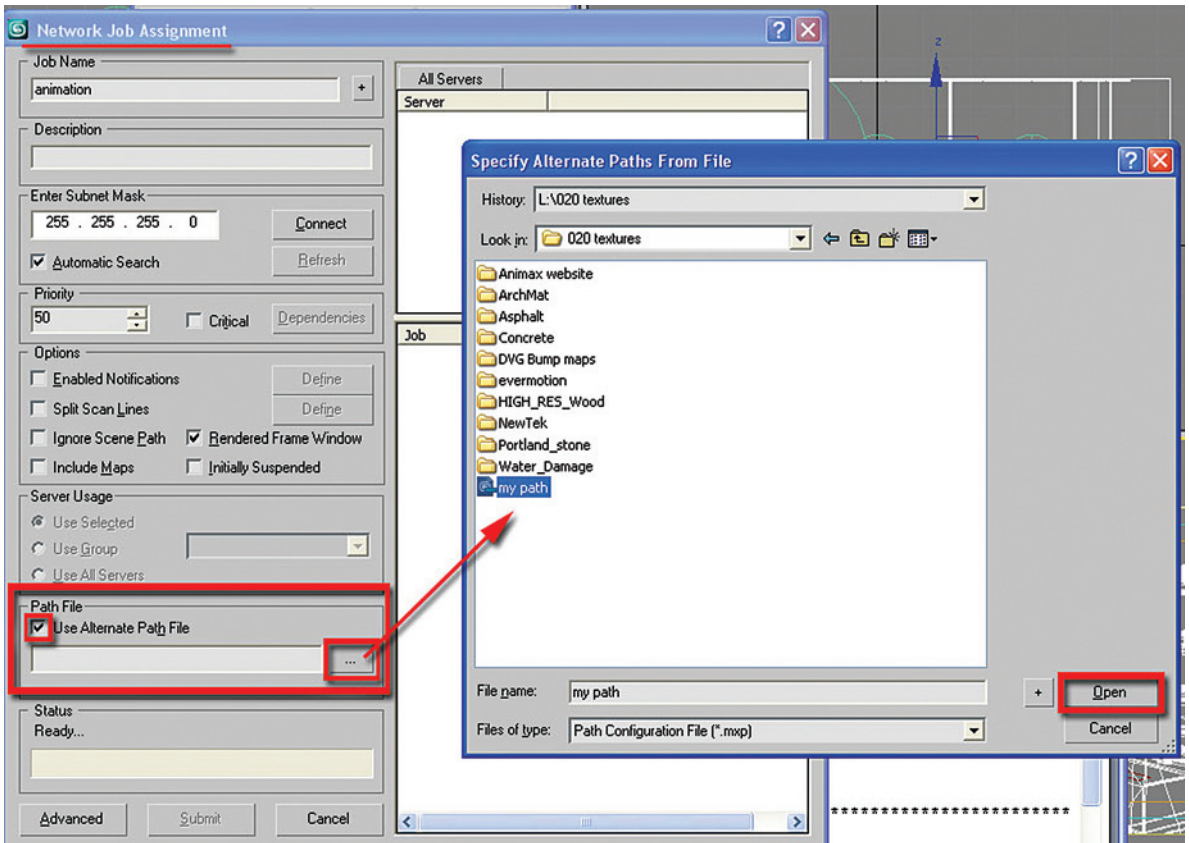 Network Job Assignment
Job Name
animation
+
Description
Enter Subnet Mask
255 . 255 . 255 . 0
Connect
Automatic Search
Refresh
Priority
50
Critical
Dependencies
Options
Enabled Notifications
Define
Split Scan Lines
Define
Ignore Scene Path
Rendered Frame Window
Include Maps
Initially Suspended
Server Usage
Use Selected
Use Group
Use All Servers
Path File
Use Alternate Path File
...
Status
Ready...
Advanced
Submit
Cancel
All Servers
Server
Job
z
Specify Alternate Paths From File
History:
L:\020 textures
Look in:
020 textures
Animax website
ArchMat
Asphalt
Concrete
DVG Bump maps
evermotion
HIGH_RES_Wood
NewTek
Portland_stone
Water_Damage
my path
File name:
my path
+
Open
Files of type:
Path Configuration File (*.mxp)
Cancel
************************